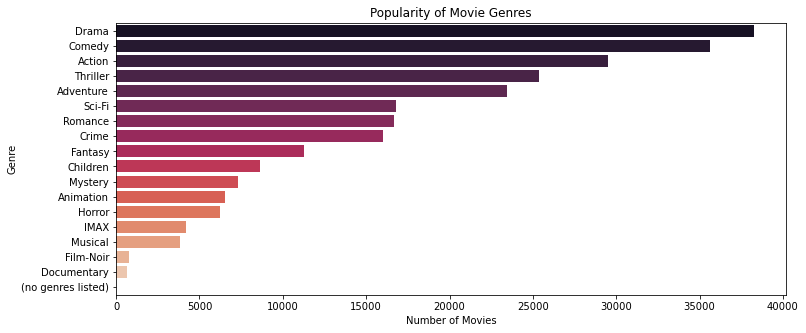 Popularity of Movie Genres
Genre
Drama
Comedy
Action
Thriller
Adventure
Sci-Fi
Romance
Crime
Fantasy
Children
Mystery
Animation
Horror
IMAX
Musical
Film-Noir
Documentary
(no genres listed)
0 5000 10000 15000 20000 25000 30000 35000 40000
Number of Movies